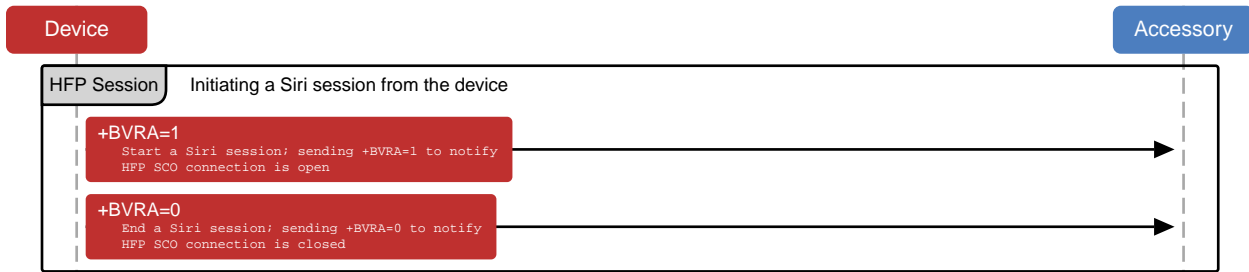 Device
Accessory
HFP Session
Initiating a Siri session from the device
+BVRA=1
Start a Siri session; sending +BVRA=1 to notify
HFP SCO connection is open
+BVRA=0
End a Siri session; sending +BVRA=0 to notify
HFP SCO connection is closed